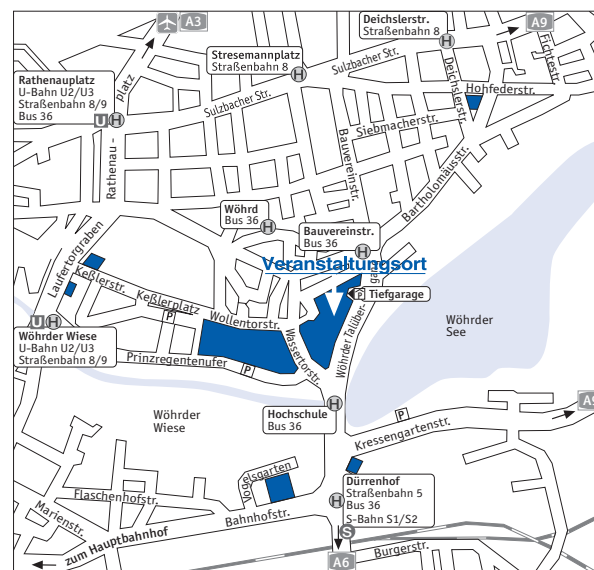 A3
Deichslerstr.
Straßenbahn 8
A9
Fichtestr.
Stresemannplatz
Straßenbahn 8
Sulzbacher Str.
Deichslerstr.
Rathenauplatz
U-Bahn U2/U3
Straßenbahn 8/9
Bus 36
platz
Hohfederstr.
Sulzbacher Str.
Siebmacherstr.
U H
Rathenau -
Bauvereinstr.
Bartholomäusstr.
Wöhrd
Bus 36
Bauvereinstr.
Bus 36
Laufertorgraben
Veranstaltungsort
Keßlerstr.
Keßlerplatz
P Tiefgarage
Wollentorstr.
Wöhrder Talüber-
gang
Wöhrder
See
U H
Wöhrder Wiese
U-Bahn U2/U3
Straßenbahn 8/9
P
Wassertorstr.
Prinzregentenufer
P
Wöhrder
Wiese
Hochschule
Bus 36
H
P
Kressengartenstr.
Vogelsgarten
Dürrenhof
Straßenbahn 5
Bus 36
S-Bahn S1/S2
Flaschenhofstr.
Marienstr.
Bahnhofstr.
H
S
zum Hauptbahnhof
A6
Burgerstr.